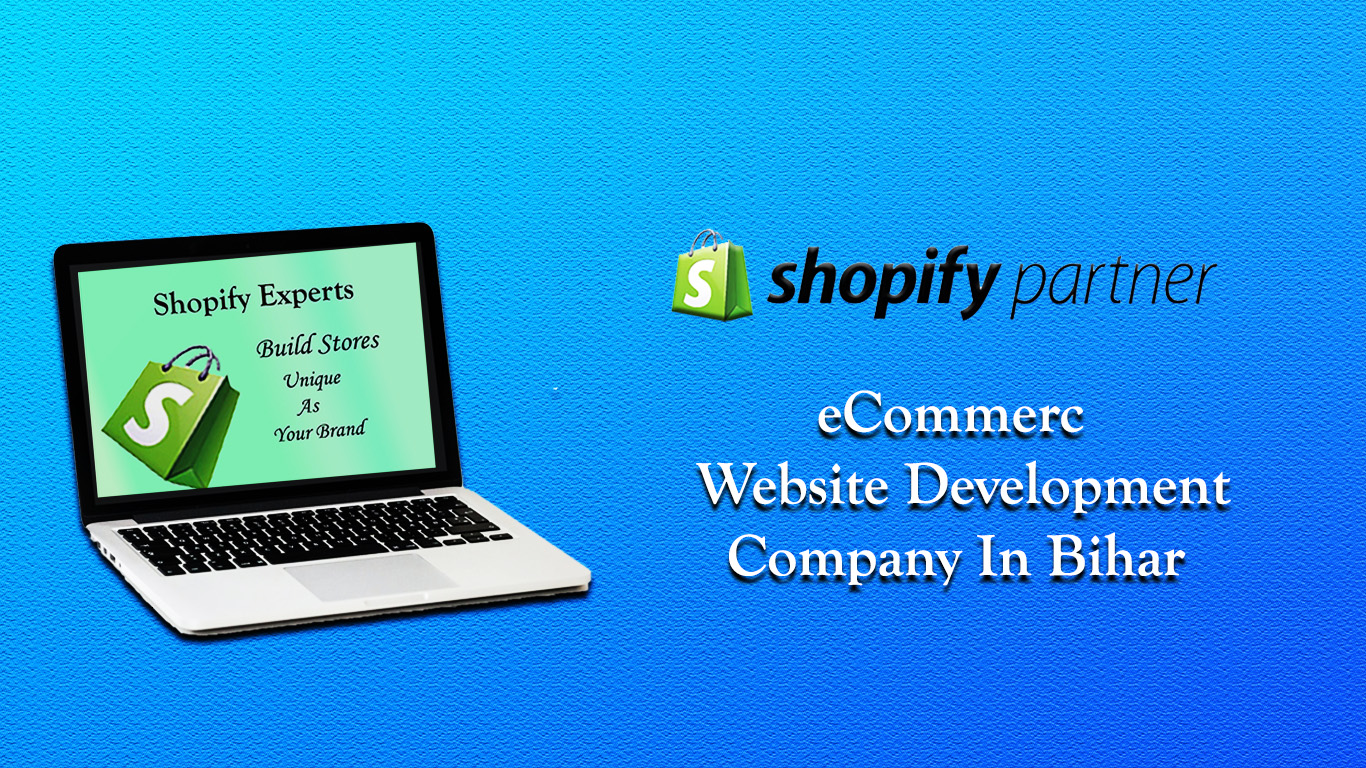 Shopify Experts
Build Stores
Unique
As
Your Brand
S
S shopify partner
eCommerc
Website Development
Company In Bihar